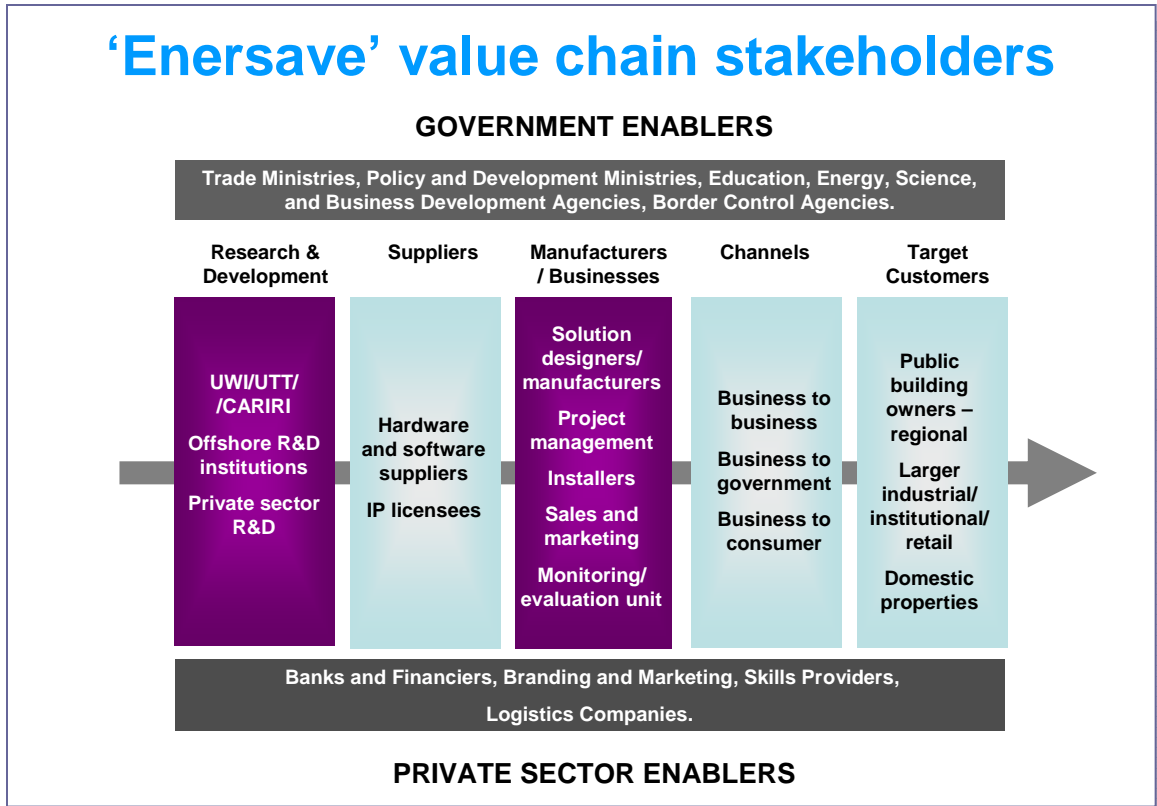 ‘Enersave’ value chain stakeholders
GOVERNMENT ENABLERS
Trade Ministries, Policy and Development Ministries, Education, Energy, Science,
and Business Development Agencies, Border Control Agencies.
Research &
Development
Suppliers
Manufacturers
/ Businesses
Channels
Target
Customers
UWI/UTT/
/CARIRI
Offshore R&D
institutions
Private sector
R&D
Hardware
and software
suppliers
IP licensees
Solution
designers/
manufacturers
Project
management
Installers
Sales and
marketing
Monitoring/
evaluation unit
Business to
business
Business to
government
Business to
consumer
Public
building
owners –
regional
Larger
industrial/
institutional/
retail
Domestic
properties
Banks and Financiers, Branding and Marketing, Skills Providers,
Logistics Companies.
PRIVATE SECTOR ENABLERS